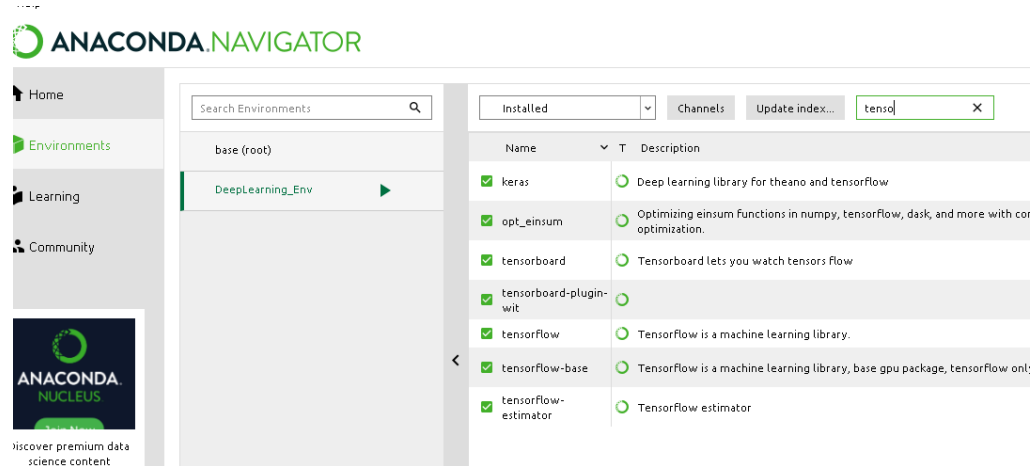 ANACONDA.NAVIGATOR
Home
Environments
Learning
Community
ANACONDA.
NUCLEUS
Join Now
Discover premium data
science content
Search Environments
base (root)
DeepLearning_Env
Installed
Channels
Update index...
tenso
Name
T
Description
keras
Deep learning library for theano and tensorflow
opt_einsum
Optimizing einsum functions in numpy, tensorflow, dask, and more with
optimization.
tensorboard
Tensorboard lets you watch tensors flow
tensorboard-plugin-
wit
tensorflow
Tensorflow is a machine learning library.
tensorflow-base
Tensorflow is a machine learning library, base gpu package, tensorflow only
tensorflow-
estimator
Tensorflow estimator